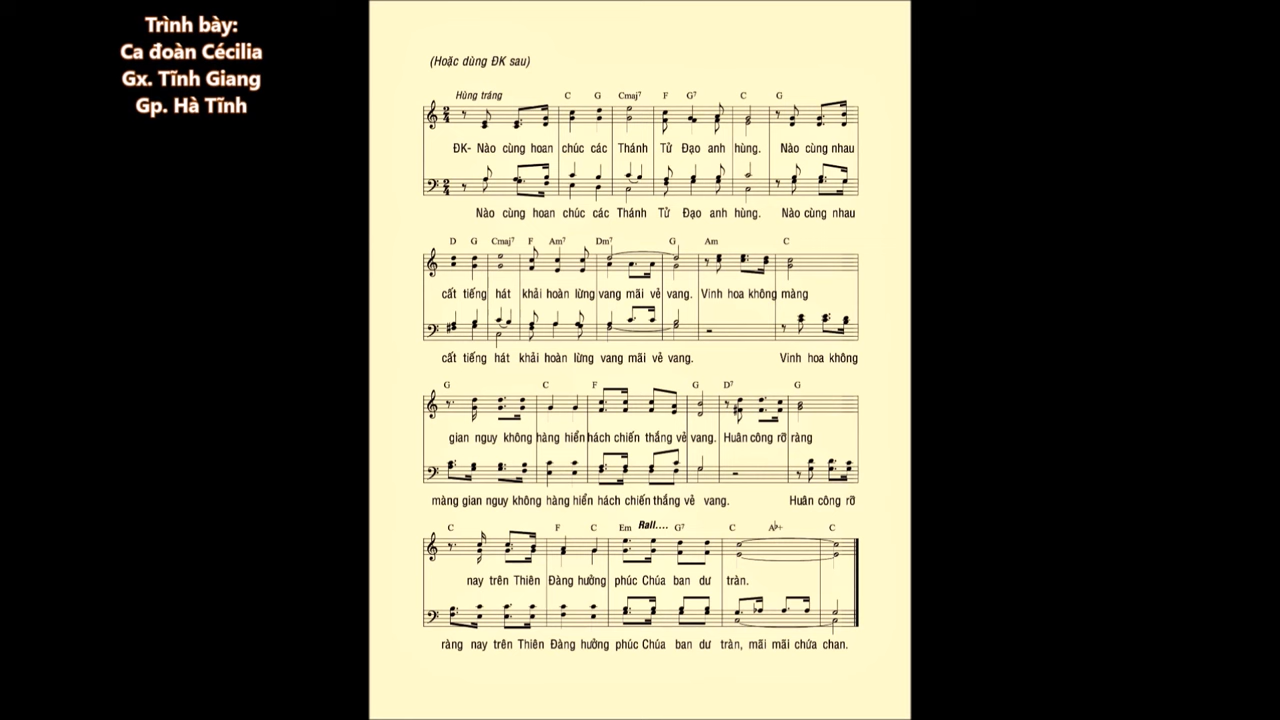 Trình bày:
Ca đoàn Cécilia
Gx. Tĩnh Giang
Gp. Hà Tĩnh
(Hoặc dùng ĐK sau)
Hùng tráng C G Cmaj7 F G7 C G
ĐK- Nào cùng hoan chúc các Thánh Tử Đạo anh hùng. Nào cùng nhau
Nào cùng hoan chúc các Thánh Tử Đạo anh hùng. Nào cùng nhau
D G Cmaj7 F Am7 Dm7 G Am C
cất tiếng hát khải hoàn lừng vang mãi vẻ vang. Vinh hoa không màng
cất tiếng hát khải hoàn lừng vang mãi vẻ vang. Vinh hoa không
G C F G D7 G
gian nguy không hàng hiển hách chiến thắng vẻ vang. Huân công rỡ ràng
màng gian nguy không hàng hiển hách chiến thắng vẻ vang. Huân công rỡ
C F C Em Rall.... G7 C A♭+ C
nay trên Thiên Đàng hưởng phúc Chúa ban dư tràn.
ràng nay trên Thiên Đàng hưởng phúc Chúa ban dư tràn, mãi mãi chứa chan.